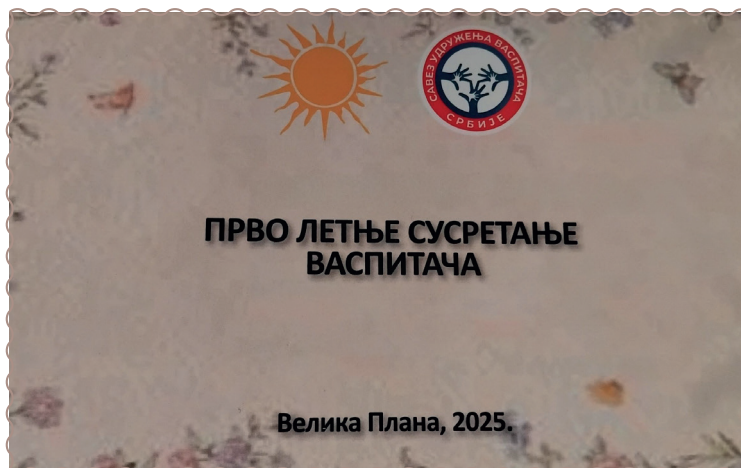 САВЕЗ УДРУЖЕЊА ВАСПИТАЧА
СРБИЈЕ
ПРВО ЛЕТЊЕ СУСРЕТАЊЕ
ВАСПИТАЧА
Велика Плана, 2025.